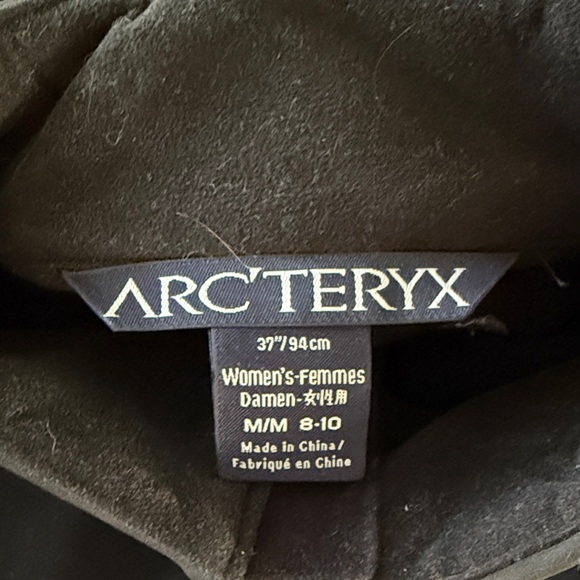 ARC'TERYX
37"/94cm
Women's-Femmes
Damen-女性用
M/M 8-10
Made in China/
Fabriqué en Chine